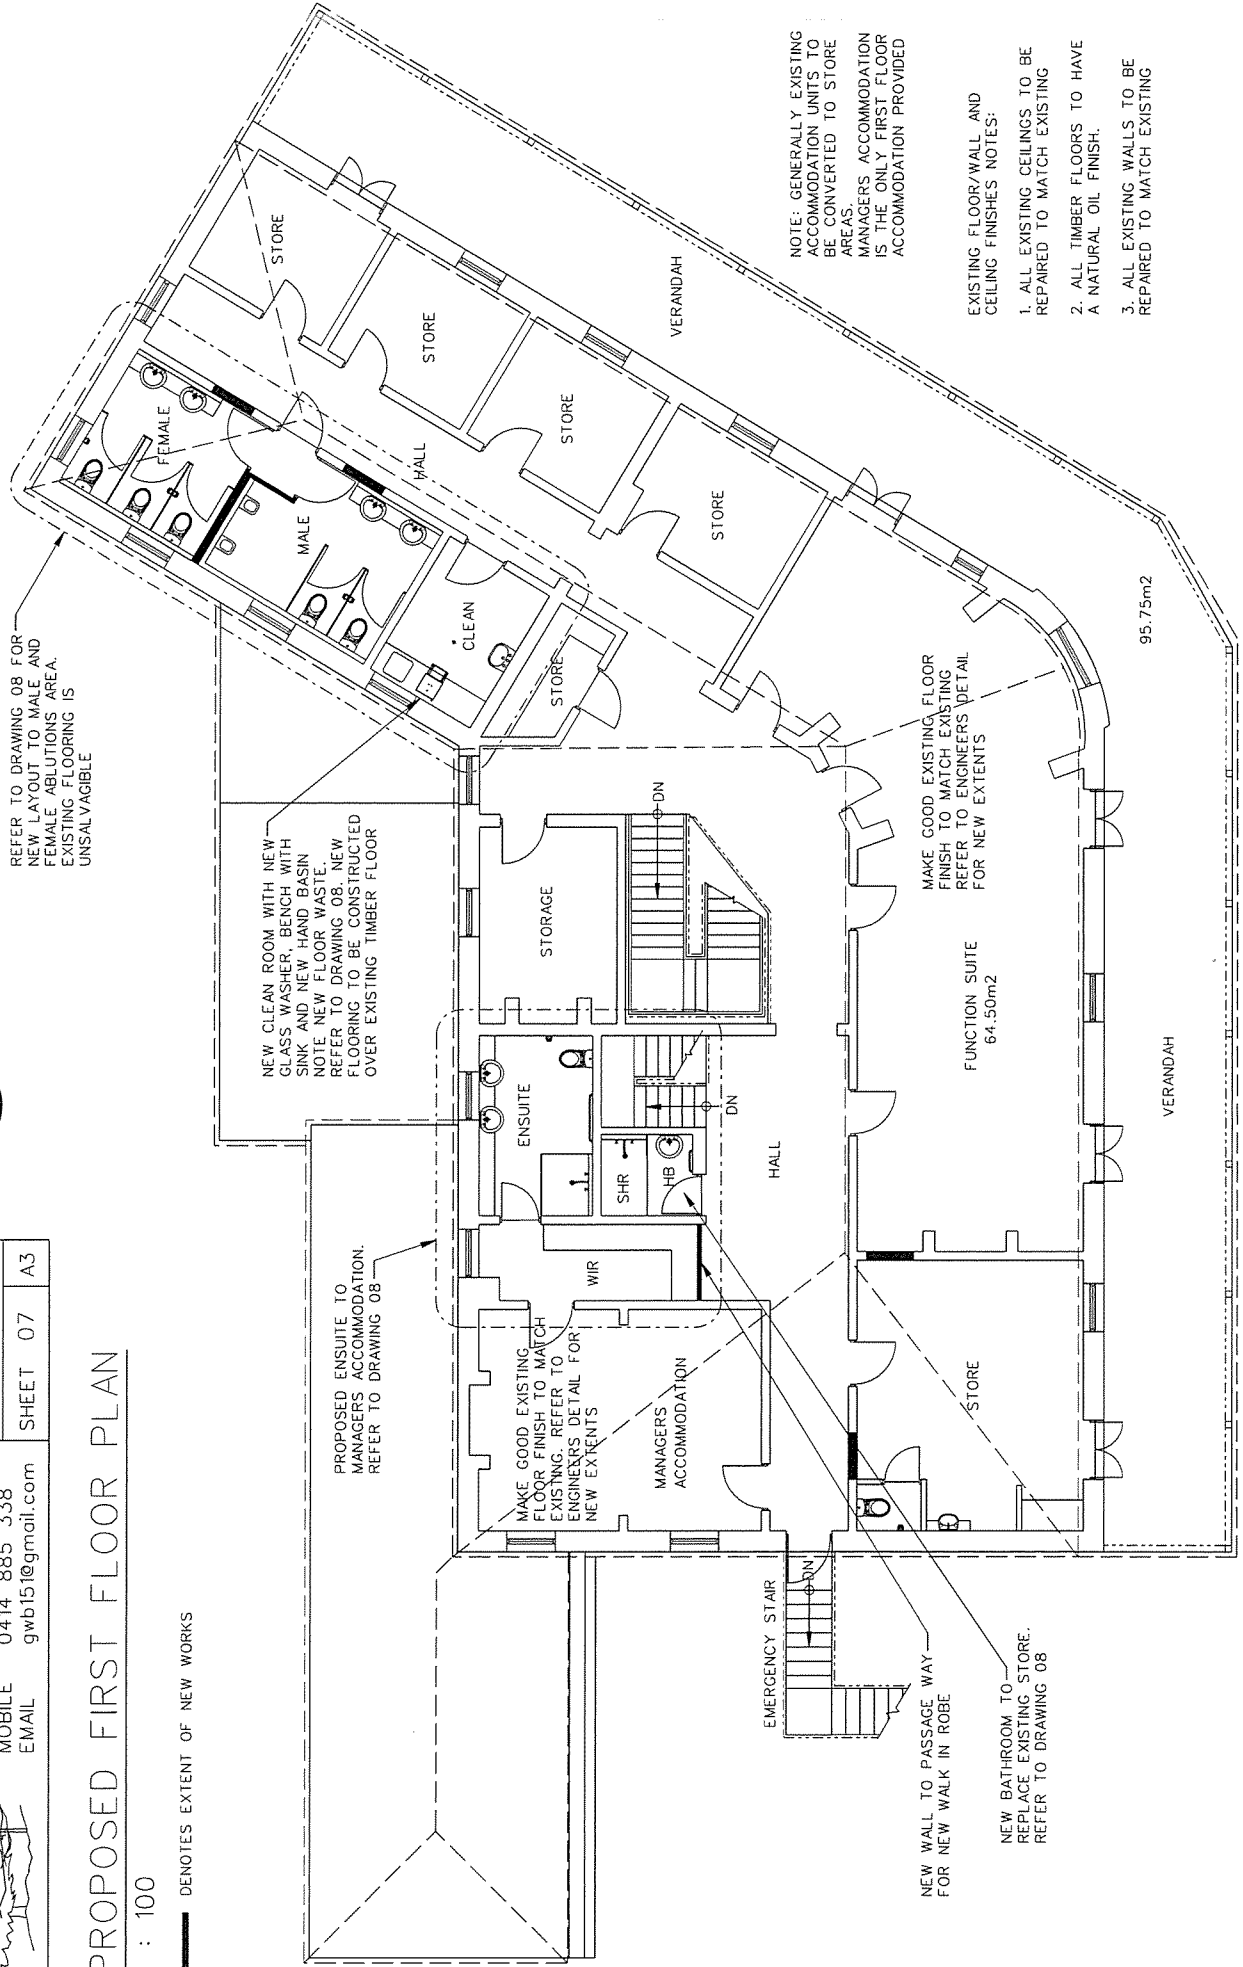 MOBILE 0414 885 338
EMAIL gwb151@gmail.com
SHEET 07
A3
PROPOSED FIRST FLOOR PLAN
: 100
DENOTES EXTENT OF NEW WORKS
REFER TO DRAWING 08 FOR
NEW LAYOUT TO MALE AND
FEMALE ABLUTIONS AREA.
EXISTING FLOORING IS
UNSALVAGIBLE
NEW CLEAN ROOM WITH NEW
GLASS WASHER, BENCH WITH
SINK AND NEW HAND BASIN
NOTE NEW FLOOR WASTE.
REFER TO DRAWING 08. NEW
FLOORING TO BE CONSTRUCTED
OVER EXISTING TIMBER FLOOR
PROPOSED ENSUITE TO
MANAGERS ACCOMMODATION.
REFER TO DRAWING 08
FEMALE
MALE
CLEAN
STORE
HALL
STORE
STORE
STORE
STORE
VERANDAH
STORAGE
DN
ENSUITE
SHR
HB
DN
WIR
HALL
MAKE GOOD EXISTING
FLOOR FINISH TO MATCH
EXISTING. REFER TO
ENGINEERS DETAIL FOR
NEW EXTENTS
MANAGERS
ACCOMMODATION
MAKE GOOD EXISTING FLOOR
FINISH TO MATCH EXISTING
REFER TO ENGINEERS DETAIL
FOR NEW EXTENTS
FUNCTION SUITE
64.50m2
STORE
VERANDAH
95.75m2
EMERGENCY STAIR
DN
NEW WALL TO PASSAGE WAY
FOR NEW WALK IN ROBE
NEW BATHROOM TO
REPLACE EXISTING STORE.
REFER TO DRAWING 08
NOTE: GENERALLY EXISTING
ACCOMMODATION UNITS TO
BE CONVERTED TO STORE
AREAS.
MANAGERS ACCOMMODATION
IS THE ONLY FIRST FLOOR
ACCOMMODATION PROVIDED
EXISTING FLOOR/WALL AND
CEILING FINISHES NOTES:
1. ALL EXISTING CEILINGS TO BE
REPAIRED TO MATCH EXISTING
2. ALL TIMBER FLOORS TO HAVE
A NATURAL OIL FINISH.
3. ALL EXISTING WALLS TO BE
REPAIRED TO MATCH EXISTING